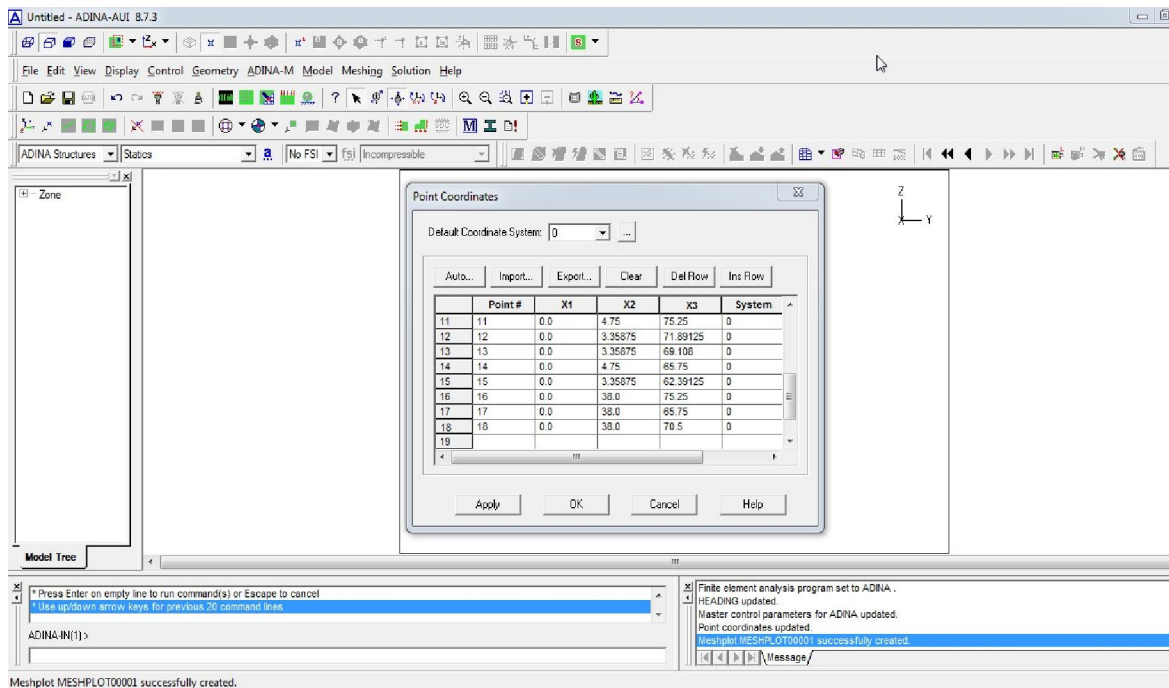 Untitled - ADINA-AUI 8.7.3
File Edit View Display Control Geometry ADINA-M Model Meshing Solution Help
ADINA Structures Statics No FSI fsi Incompressible
Zone
Point Coordinates
Default Coordinate System: 0 ...
Auto... Import... Export... Clear Del Row Ins Row
Point # X1 X2 X3 System
11 11 0.0 4.75 75.25 0
12 12 0.0 3.35875 71.89125 0
13 13 0.0 3.35875 69.108 0
14 14 0.0 4.75 65.75 0
15 15 0.0 3.35875 62.39125 0
16 16 0.0 38.0 75.25 0
17 17 0.0 38.0 65.75 0
18 18 0.0 38.0 70.5 0
19
Apply OK Cancel Help
Z
X Y
Model Tree
* Press Enter on empty line to run command(s) or Escape to cancel
* Use up/down arrow keys for previous 20 command lines
ADINA-IN(1) >
Finite element analysis program set to ADINA .
HEADING updated.
Master control parameters for ADINA updated.
Point coordinates updated.
Meshplot MESHPLOT00001 successfully created.
Message
Meshplot MESHPLOT00001 successfully created.